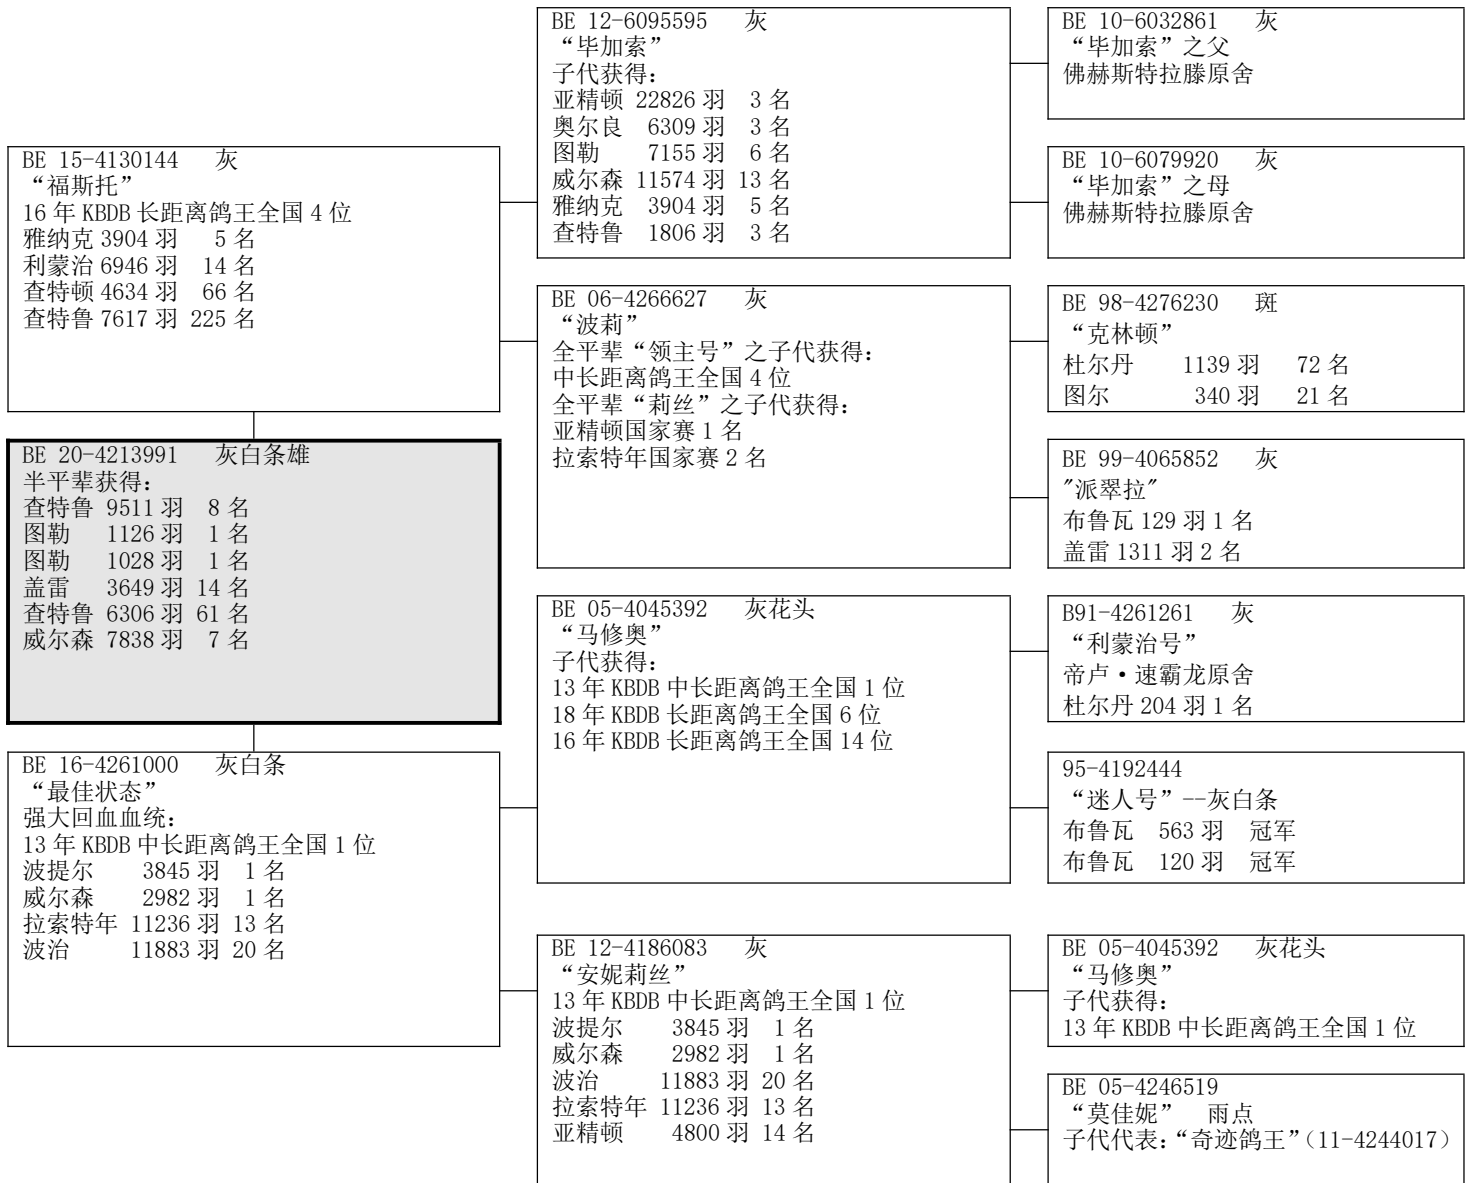 BE 15-4130144 灰
“福斯托”
16 年 KBDB 长距离鸽王全国 4 位
雅纳克 3904 羽 5 名
利蒙治 6946 羽 14 名
查特顿 4634 羽 66 名
查特鲁 7617 羽 225 名
BE 20-4213991 灰白条雄
半平辈获得：
查特鲁 9511 羽 8 名
图勒 1126 羽 1 名
图勒 1028 羽 1 名
盖雷 3649 羽 14 名
查特鲁 6306 羽 61 名
威尔森 7838 羽 7 名
BE 16-4261000 灰白条
“最佳状态”
强大回血血统：
13 年 KBDB 中长距离鸽王全国 1 位
波提尔 3845 羽 1 名
威尔森 2982 羽 1 名
拉索特年 11236 羽 13 名
波治 11883 羽 20 名
BE 12-6095595 灰
“毕加索”
子代获得：
亚精顿 22826 羽 3 名
奥尔良 6309 羽 3 名
图勒 7155 羽 6 名
威尔森 11574 羽 13 名
雅纳克 3904 羽 5 名
查特鲁 1806 羽 3 名
BE 06-4266627 灰
“波莉”
全平辈“领主号”之子代获得：
中长距离鸽王全国 4 位
全平辈“莉丝”之子代获得：
亚精顿国家赛 1 名
拉索特年国家赛 2 名
BE 05-4045392 灰花头
“马修奥”
子代获得：
13 年 KBDB 中长距离鸽王全国 1 位
18 年 KBDB 长距离鸽王全国 6 位
16 年 KBDB 长距离鸽王全国 14 位
BE 12-4186083 灰
“安妮莉丝”
13 年 KBDB 中长距离鸽王全国 1 位
波提尔 3845 羽 1 名
威尔森 2982 羽 1 名
波治 11883 羽 20 名
拉索特年 11236 羽 13 名
亚精顿 4800 羽 14 名
BE 10-6032861 灰
“毕加索”之父
佛赫斯特拉滕原舍
BE 10-6079920 灰
“毕加索”之母
佛赫斯特拉滕原舍
BE 98-4276230 斑
“克林顿”
杜尔丹 1139 羽 72 名
图尔 340 羽 21 名
BE 99-4065852 灰
"派翠拉"
布鲁瓦 129 羽 1 名
盖雷 1311 羽 2 名
B91-4261261 灰
“利蒙治号”
帝卢·速霸龙原舍
杜尔丹 204 羽 1 名
95-4192444
“迷人号”--灰白条
布鲁瓦 563 羽 冠军
布鲁瓦 120 羽 冠军
BE 05-4045392 灰花头
“马修奥”
子代获得：
13 年 KBDB 中长距离鸽王全国 1 位
BE 05-4246519
“莫佳妮” 雨点
子代代表：“奇迹鸽王”（11-4244017）